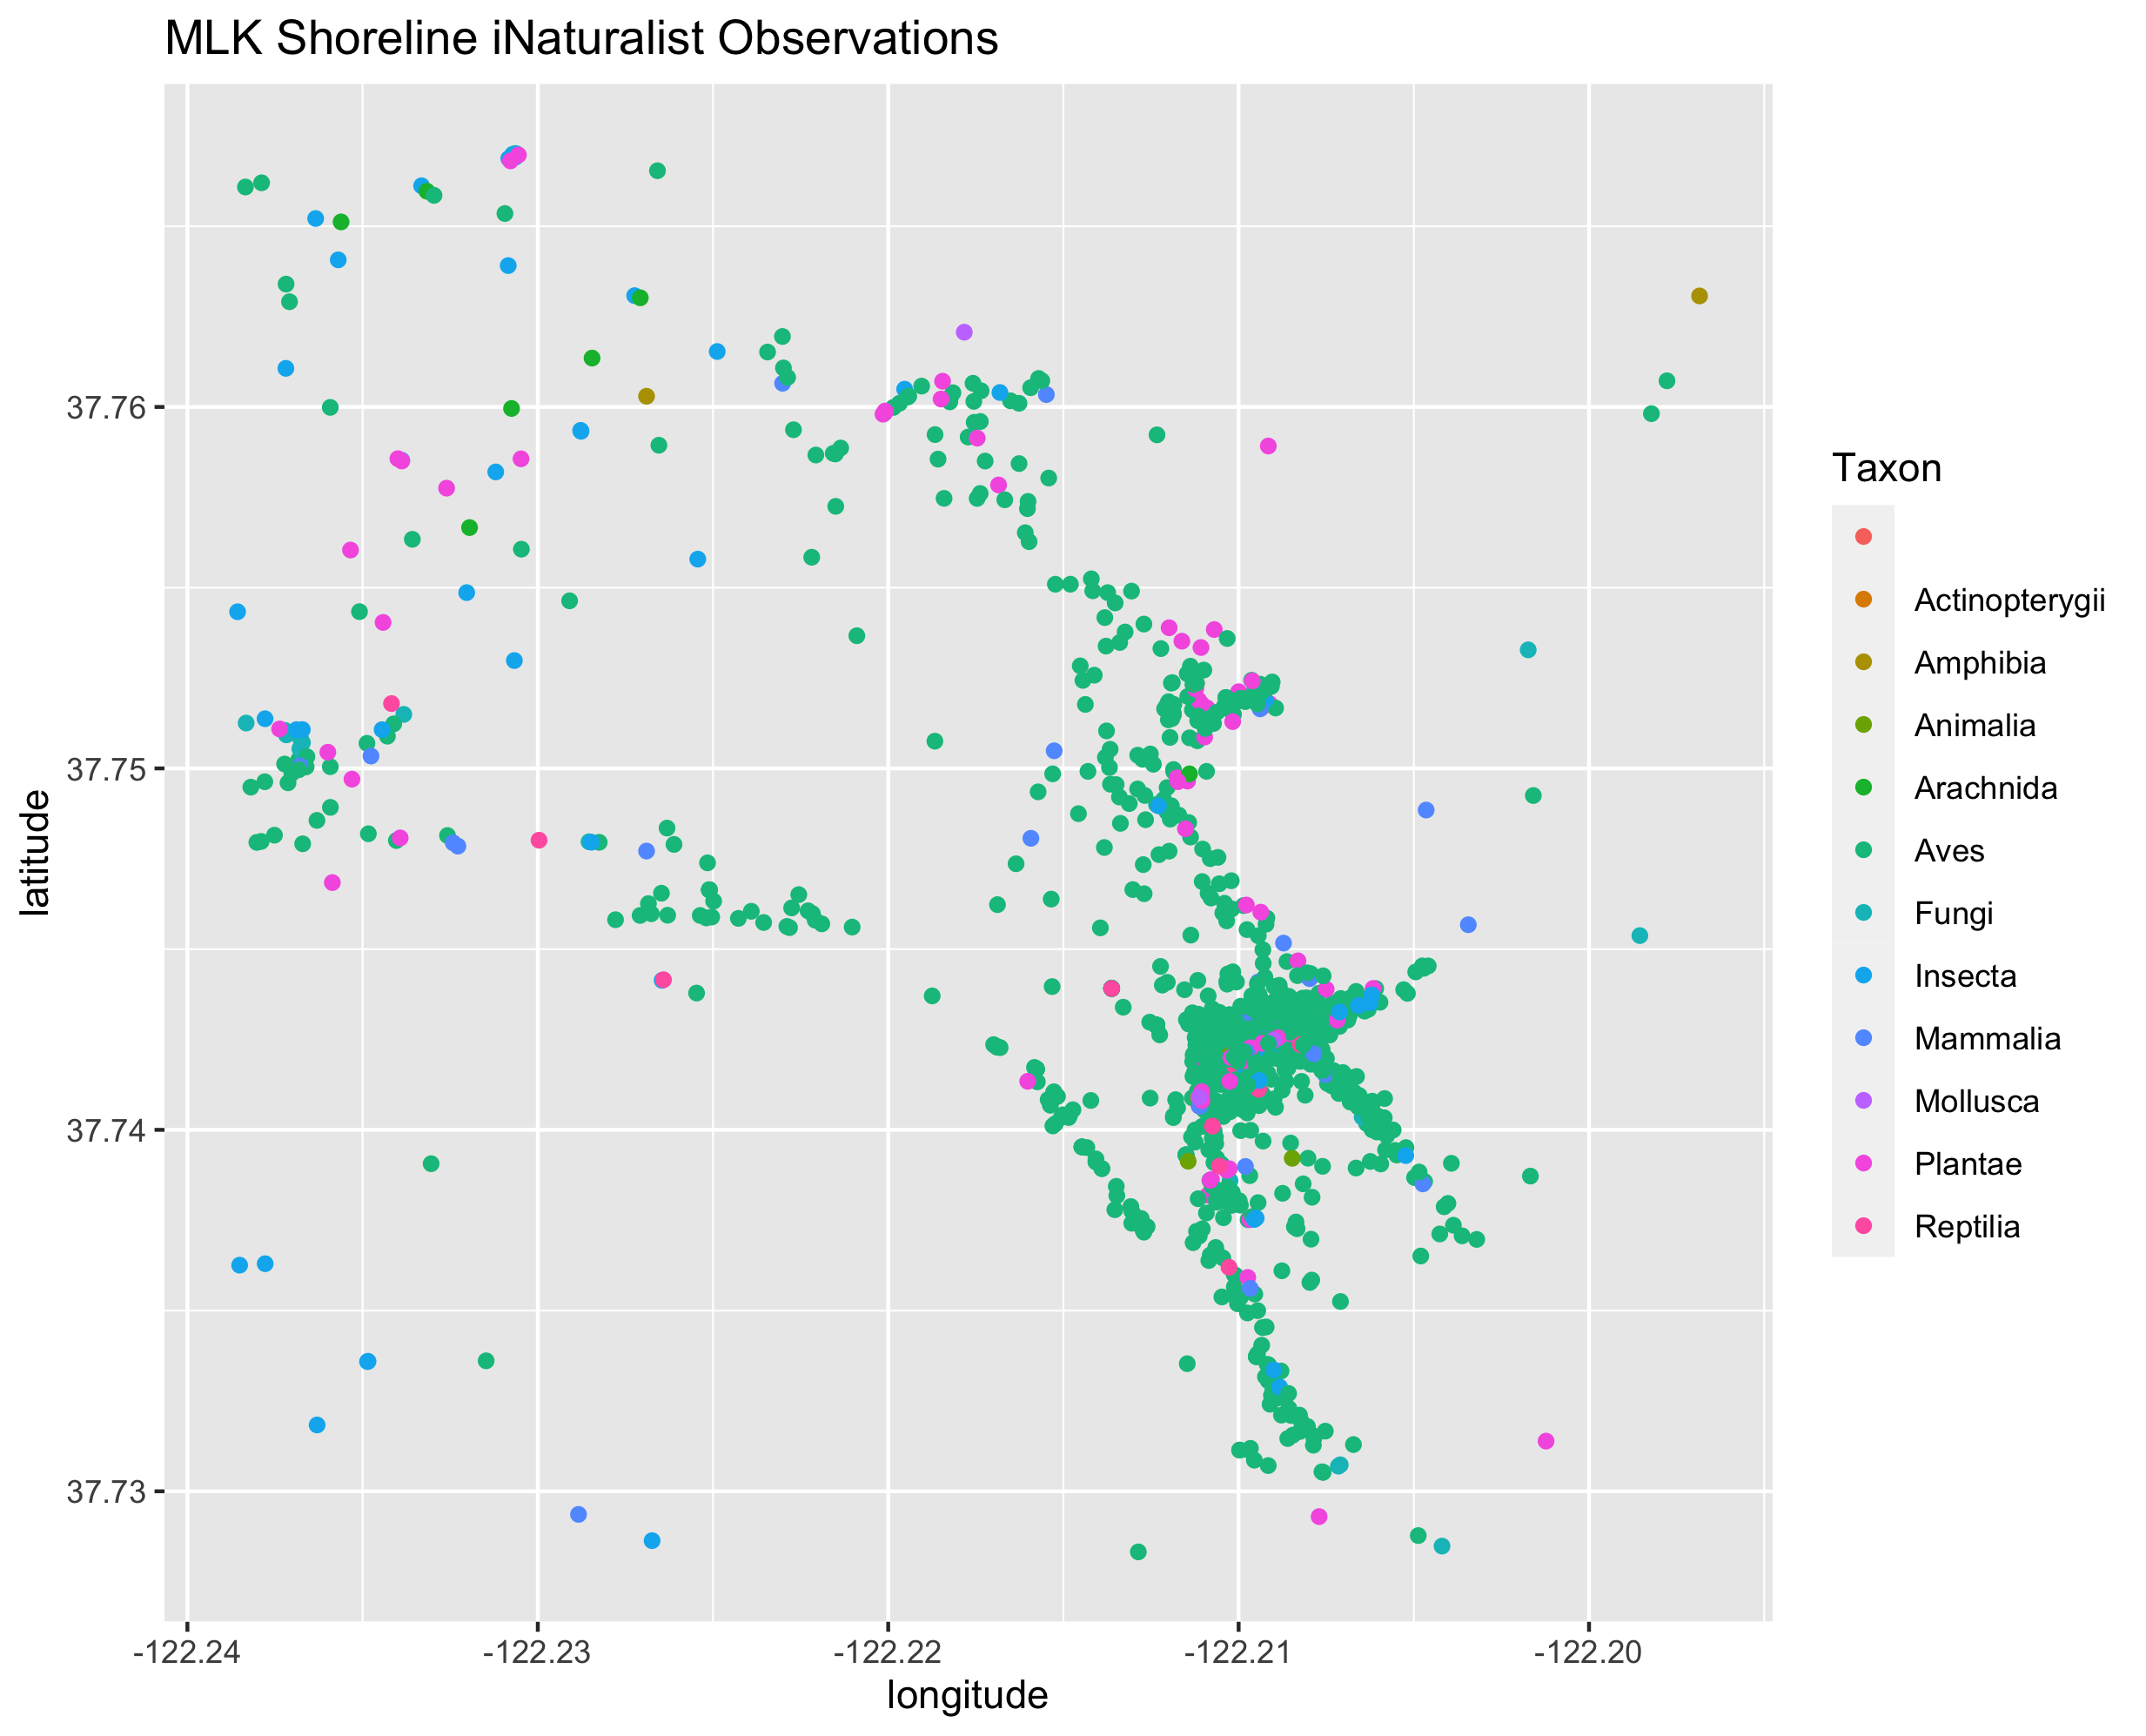 MLK Shoreline iNaturalist Observations
37.76
37.75
37.74
37.73
latitude
-122.24
-122.23
-122.22
-122.21
-122.20
longitude
Taxon
Actinopterygii
Amphibia
Animalia
Arachnida
Aves
Fungi
Insecta
Mammalia
Mollusca
Plantae
Reptilia